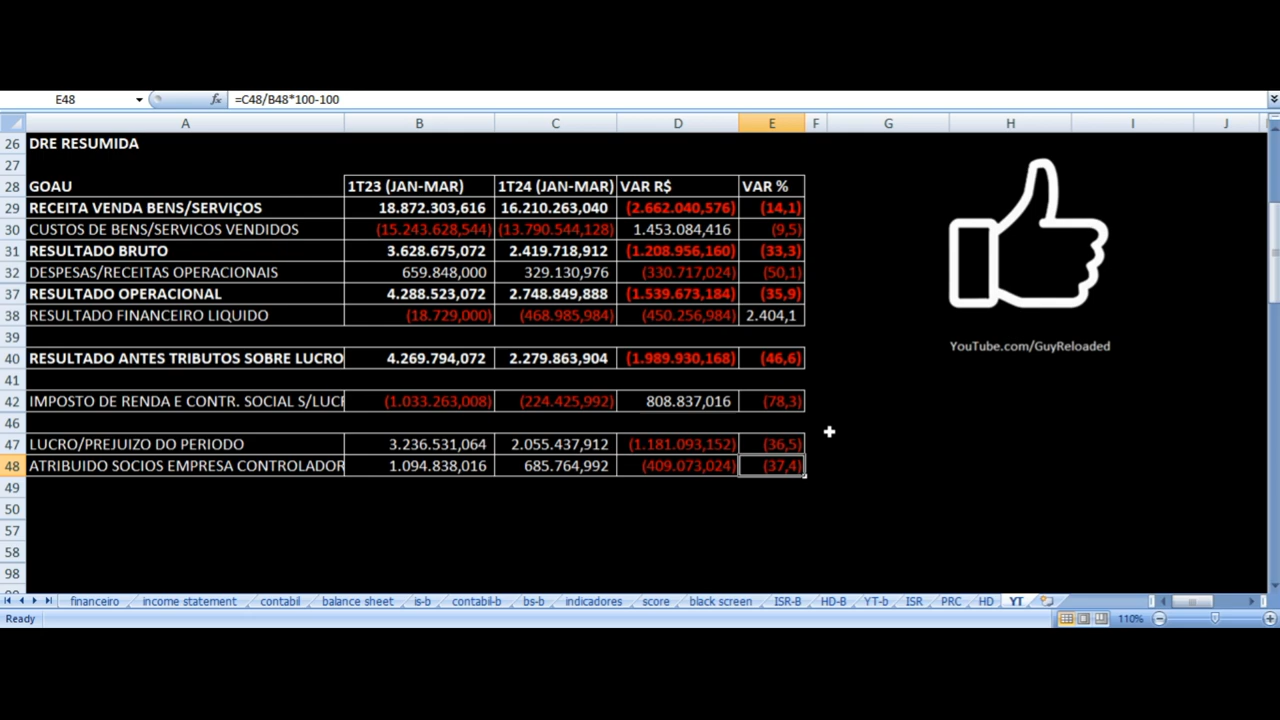 E48 fx =C48/B48*100-100
A B C D E F G H I J
26 DRE RESUMIDA
27
28 GOAU 1T23 (JAN-MAR) 1T24 (JAN-MAR) VAR R$ VAR %
29 RECEITA VENDA BENS/SERVIÇOS 18.872.303,616 16.210.263,040 (2.662.040,576) (14,1)
30 CUSTOS DE BENS/SERVICOS VENDIDOS (15.243.628,544) (13.790.544,128) 1.453.084,416 (9,5)
31 RESULTADO BRUTO 3.628.675,072 2.419.718,912 (1.208.956,160) (33,3)
32 DESPESAS/RECEITAS OPERACIONAIS 659.848,000 329.130,976 (330.717,024) (50,1)
37 RESULTADO OPERACIONAL 4.288.523,072 2.748.849,888 (1.539.673,184) (35,9)
38 RESULTADO FINANCEIRO LIQUIDO (18.729,000) (468.985,984) (450.256,984) 2.404,1
39
40 RESULTADO ANTES TRIBUTOS SOBRE LUCRO 4.269.794,072 2.279.863,904 (1.989.930,168) (46,6)
41
42 IMPOSTO DE RENDA E CONTR. SOCIAL S/LUCR (1.033.263,008) (224.425,992) 808.837,016 (78,3)
46
47 LUCRO/PREJUIZO DO PERIODO 3.236.531,064 2.055.437,912 (1.181.093,152) (36,5)
48 ATRIBUIDO SOCIOS EMPRESA CONTROLADOR 1.094.838,016 685.764,992 (409.073,024) (37,4)
49
50
57
58
98
YouTube.com/GuyReloaded
financeiro income statement contabil balance sheet is-b contabil-b bs-b indicadores score black screen ISR-B HD-B YT-b ISR PRC HD YT
Ready 110%